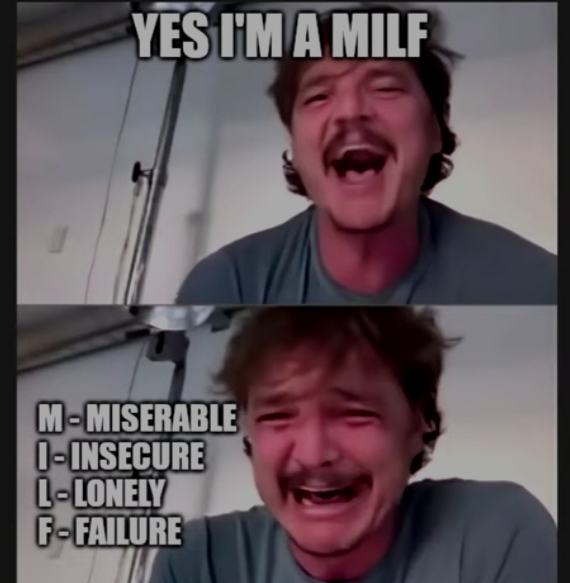 YES I'M A MILF
M - MISERABLE
I - INSECURE
L - LONELY
F - FAILURE